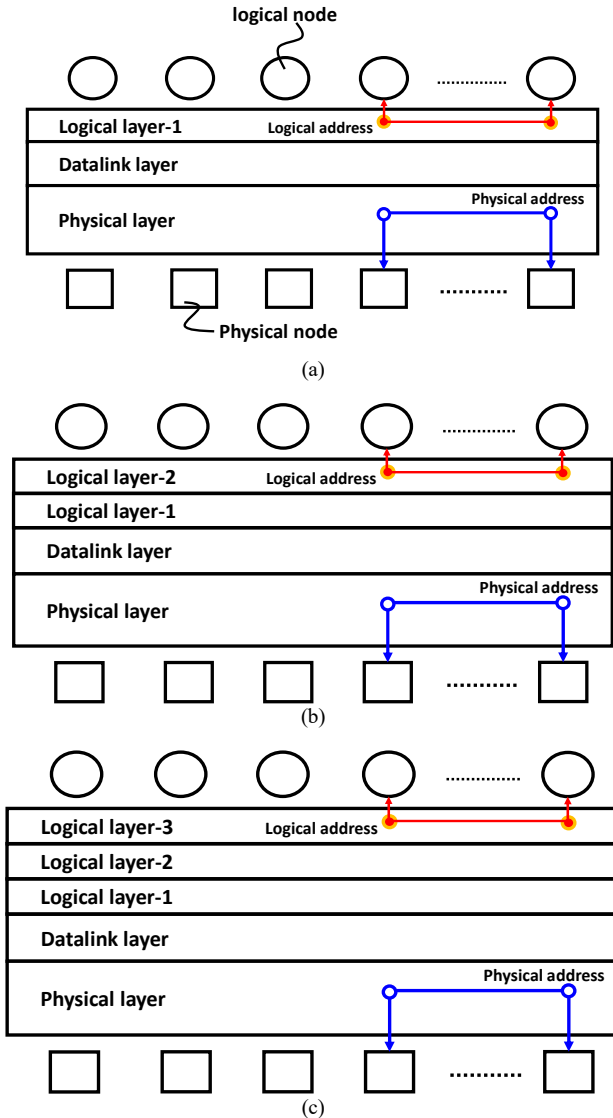 logical node
Logical layer-1
Logical address
Datalink layer
Physical address
Physical layer
Physical node
(a)
Logical layer-2
Logical address
Logical layer-1
Datalink layer
Physical address
Physical layer
(b)
Logical layer-3
Logical address
Logical layer-2
Logical layer-1
Datalink layer
Physical address
Physical layer
(c)